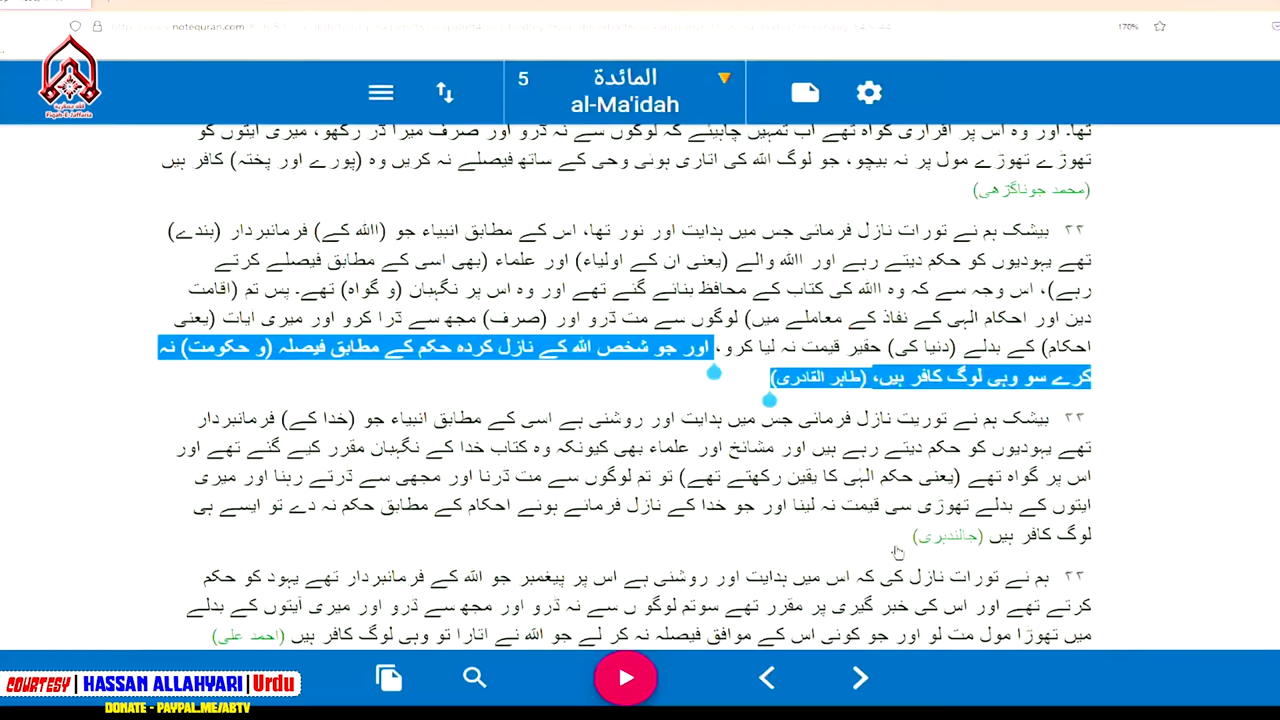 notequran.com
170%
فقه جعفریه
Fiqah-E-Jaffaria
5
المائدة
al-Ma'idah
تھا۔ اور وہ اس پر اقراری گواہ تھے اب تمہیں چاہیئے کہ لوگوں سے نہ ڈرو اور صرف میرا ڈر رکھو، میری آیتوں کو
تھوڑے تھوڑے مول پر نہ بیچو، جو لوگ اللہ کی اتاری ہوئی وحی کے ساتھ فیصلے نہ کریں وہ (پورے اور پختہ) کافر ہیں
(محمد جوناگڑھی)
۴۴ بیشک ہم نے تورات نازل فرمائی جس میں ہدایت اور نور تھا، اس کے مطابق انبیاء جو (اﷲ کے) فرمانبردار (بندے)
تھے یہودیوں کو حکم دیتے رہے اور اﷲ والے (یعنی ان کے اولیاء) اور علماء (بھی اسی کے مطابق فیصلے کرتے
رہے)، اس وجہ سے کہ وہ اﷲ کی کتاب کے محافظ بنائے گئے تھے اور وہ اس پر نگہبان (و گواہ) تھے۔ پس تم (اقامت
دین اور احکام الٰہی کے نفاذ کے معاملے میں) لوگوں سے مت ڈرو اور (صرف) مجھ سے ڈرا کرو اور میری آیات (یعنی
احکام) کے بدلے (دنیا کی) حقیر قیمت نہ لیا کرو، اور جو شخص اللہ کے نازل کردہ حکم کے مطابق فیصلہ (و حکومت) نہ
کرے سو وہی لوگ کافر ہیں، (طاہر القادری)
۴۴ بیشک ہم نے توریت نازل فرمائی جس میں ہدایت اور روشنی ہے اسی کے مطابق انبیاء جو (خدا کے) فرمانبردار
تھے یہودیوں کو حکم دیتے رہے ہیں اور مشائخ اور علماء بھی کیونکہ وہ کتاب خدا کے نگہبان مقرر کیے گئے تھے اور
اس پر گواہ تھے (یعنی حکم الہٰی کا یقین رکھتے تھے) تو تم لوگوں سے مت ڈرنا اور مجھی سے ڈرتے رہنا اور میری
آیتوں کے بدلے تھوڑی سی قیمت نہ لینا اور جو خدا کے نازل فرمائے ہوئے احکام کے مطابق حکم نہ دے تو ایسے ہی
لوگ کافر ہیں (جالندہری)
۴۴ ہم نے تورات نازل کی کہ اس میں ہدایت اور روشنی ہے اس پر پیغمبر جو اللہ کے فرمانبردار تھے یہود کو حکم
کرتے تھے اور اس کی خبر گیری پر مقرر تھے سوتم لوگو ں سے نہ ڈرو اور مجھ سے ڈرو اور میری آیتوں کے بدلے
میں تھوڑا مول مت لو اور جو کوئی اس کے موافق فیصلہ نہ کر لے جو اللہ نے اتارا تو وہی لوگ کافر ہیں (احمد علی)
COURTESY | HASSAN ALLAHYARI | Urdu
DONATE - PAYPAL.ME/ABTV